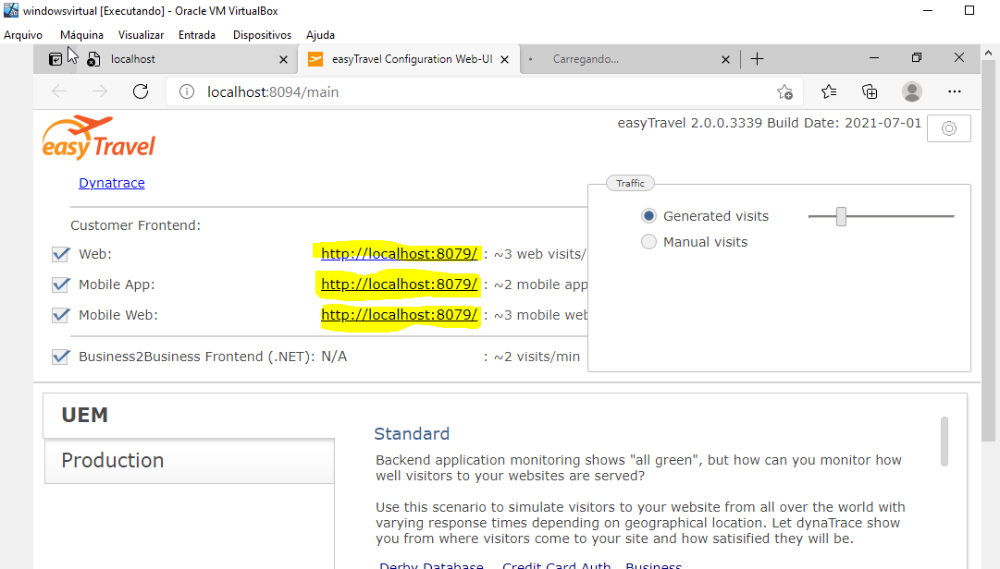 windowsvirtual [Executando] - Oracle VM VirtualBox
Arquivo Máquina Visualizar Entrada Dispositivos Ajuda
localhost
easyTravel Configuration Web-UI
Carregando...
localhost:8094/main
easyTravel
easyTravel 2.0.0.3339 Build Date: 2021-07-01
Dynatrace
Traffic
Generated visits
Manual visits
Customer Frontend:
Web: http://localhost:8079/ : ~3 web visits/
Mobile App: http://localhost:8079/ : ~2 mobile app
Mobile Web: http://localhost:8079/ : ~3 mobile web
Business2Business Frontend (.NET): N/A : ~2 visits/min
UEM
Production
Standard
Backend application monitoring shows "all green", but how can you monitor how
well visitors to your websites are served?
Use this scenario to simulate visitors to your website from all over the world with
varying response times depending on geographical location. Let dynaTrace show
you from where visitors come to your site and how satisified they will be.
Derby Database Credit Card Auth Business